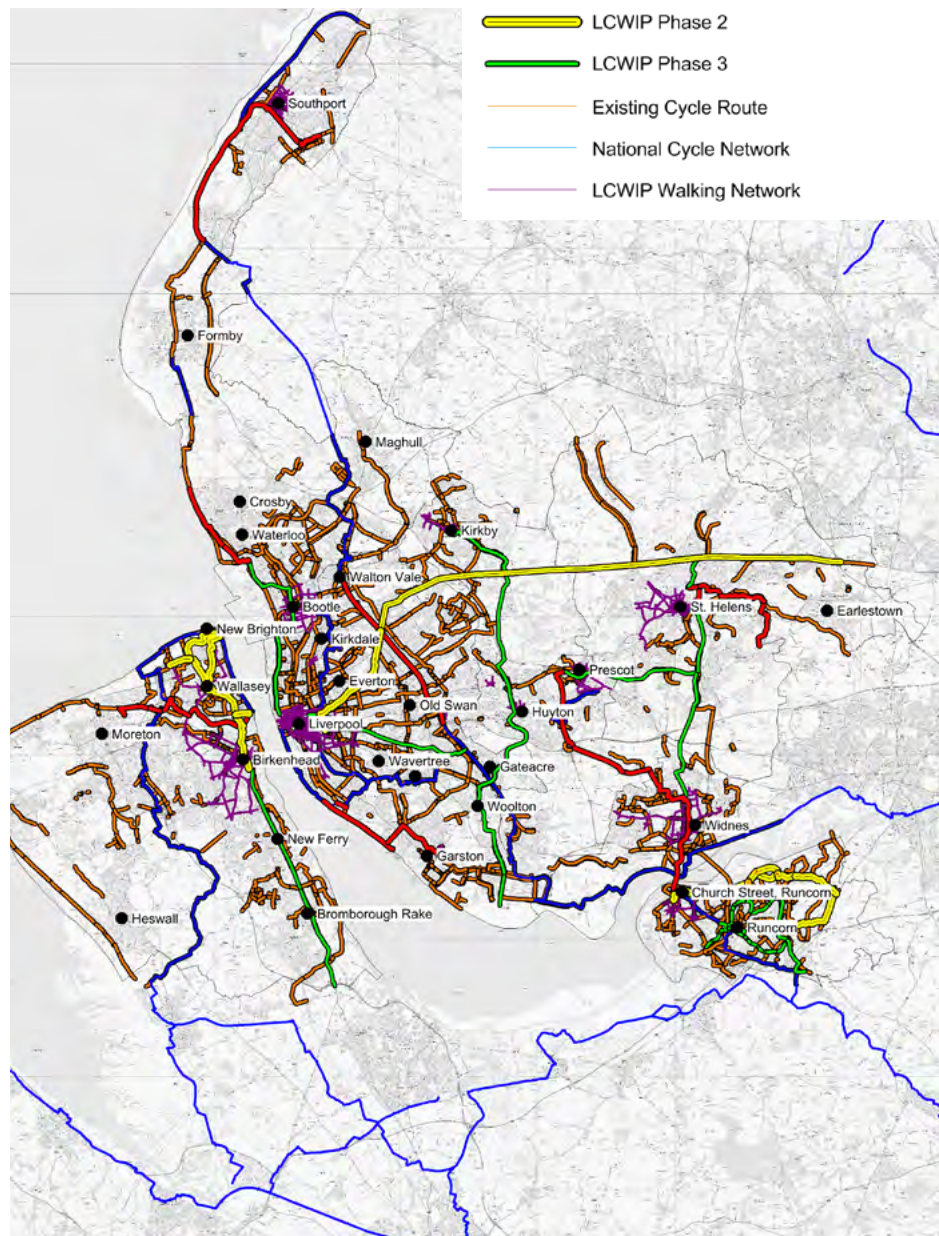 LCWIP Phase 2
LCWIP Phase 3
Existing Cycle Route
National Cycle Network
LCWIP Walking Network
Southport
Formby
Maghull
Crosby
Waterloo
Kirkby
Walton Vale
Bootle
St. Helens
Earlestown
New Brighton
Kirkdale
Prescot
Everton
Wallasey
Old Swan
Huyton
Liverpool
Moreton
Birkenhead
Wavertree
Gateacre
Woolton
Widnes
New Ferry
Garston
Church Street, Runcorn
Heswall
Bromborough Rake
Runcorn